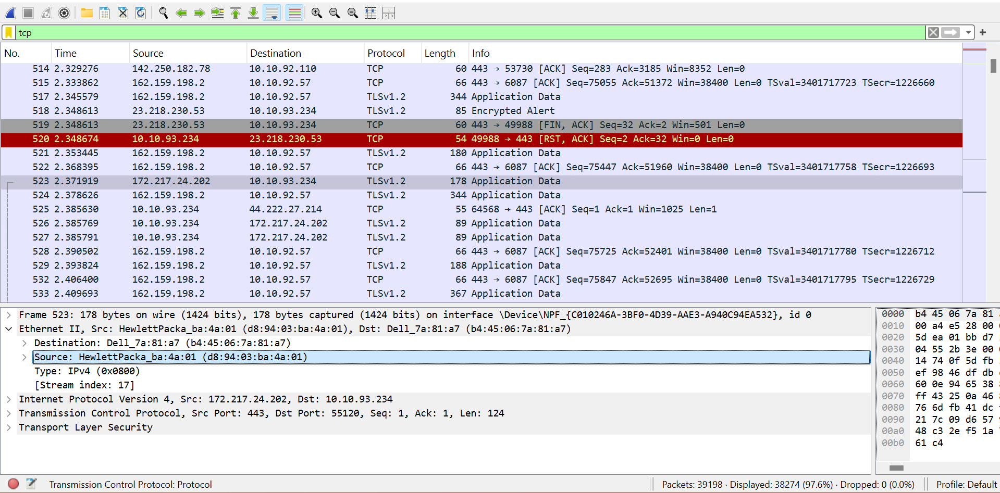 tcp
No. Time Source Destination Protocol Length Info
514 2.329276 142.250.182.78 10.10.92.110 TCP 60 443 → 53730 [ACK] Seq=283 Ack=3185 Win=8352 Len=0
515 2.333862 162.159.198.2 10.10.92.57 TCP 66 443 → 6087 [ACK] Seq=75055 Ack=51372 Win=38400 Len=0 TSval=3401717723 TSecr=1226660
517 2.345579 162.159.198.2 10.10.92.57 TLSv1.2 344 Application Data
518 2.348613 23.218.230.53 10.10.93.234 TLSv1.2 85 Encrypted Alert
519 2.348613 23.218.230.53 10.10.93.234 TCP 60 443 → 49988 [FIN, ACK] Seq=32 Ack=2 Win=501 Len=0
520 2.348674 10.10.93.234 23.218.230.53 TCP 54 49988 → 443 [RST, ACK] Seq=2 Ack=32 Win=0 Len=0
521 2.353445 162.159.198.2 10.10.92.57 TLSv1.2 180 Application Data
522 2.368395 162.159.198.2 10.10.92.57 TCP 66 443 → 6087 [ACK] Seq=75447 Ack=51960 Win=38400 Len=0 TSval=3401717758 TSecr=1226693
523 2.371919 172.217.24.202 10.10.93.234 TLSv1.2 178 Application Data
524 2.378626 162.159.198.2 10.10.92.57 TLSv1.2 344 Application Data
525 2.385630 10.10.93.234 44.222.27.214 TCP 55 64568 → 443 [ACK] Seq=1 Ack=1 Win=1025 Len=1
526 2.385769 10.10.93.234 172.217.24.202 TLSv1.2 89 Application Data
527 2.385791 10.10.93.234 172.217.24.202 TLSv1.2 89 Application Data
528 2.390502 162.159.198.2 10.10.92.57 TCP 66 443 → 6087 [ACK] Seq=75725 Ack=52401 Win=38400 Len=0 TSval=3401717780 TSecr=1226712
529 2.393824 162.159.198.2 10.10.92.57 TLSv1.2 188 Application Data
532 2.406400 162.159.198.2 10.10.92.57 TCP 66 443 → 6087 [ACK] Seq=75847 Ack=52695 Win=38400 Len=0 TSval=3401717795 TSecr=1226729
533 2.409693 162.159.198.2 10.10.92.57 TLSv1.2 367 Application Data
Frame 523: 178 bytes on wire (1424 bits), 178 bytes captured (1424 bits) on interface \Device\NPF_{C010246A-3BF0-4D39-AAE3-A940C94EA532}, id 0
Ethernet II, Src: HewlettPacka_ba:4a:01 (d8:94:03:ba:4a:01), Dst: Dell_7a:81:a7 (b4:45:06:7a:81:a7)
Destination: Dell_7a:81:a7 (b4:45:06:7a:81:a7)
Source: HewlettPacka_ba:4a:01 (d8:94:03:ba:4a:01)
Type: IPv4 (0x0800)
[Stream index: 17]
Internet Protocol Version 4, Src: 172.217.24.202, Dst: 10.10.93.234
Transmission Control Protocol, Src Port: 443, Dst Port: 55120, Seq: 1, Ack: 1, Len: 124
Transport Layer Security
0000 b4 45 06 7a 81
0010 00 a4 e5 28 00
0020 5d ea 01 bb d7
0030 04 55 2b 3e 00
0040 14 74 0f 5d fb
0050 ef 98 46 df db
0060 60 0e 94 65 38
0070 ff 43 25 0a 46
0080 76 6d fb 41 dc
0090 21 7c 09 d6 57
00a0 48 c3 2e f5 1a
00b0 61 c4
Transmission Control Protocol: Protocol
Packets: 39198 · Displayed: 38274 (97.6%) · Dropped: 0 (0.0%)
Profile: Default